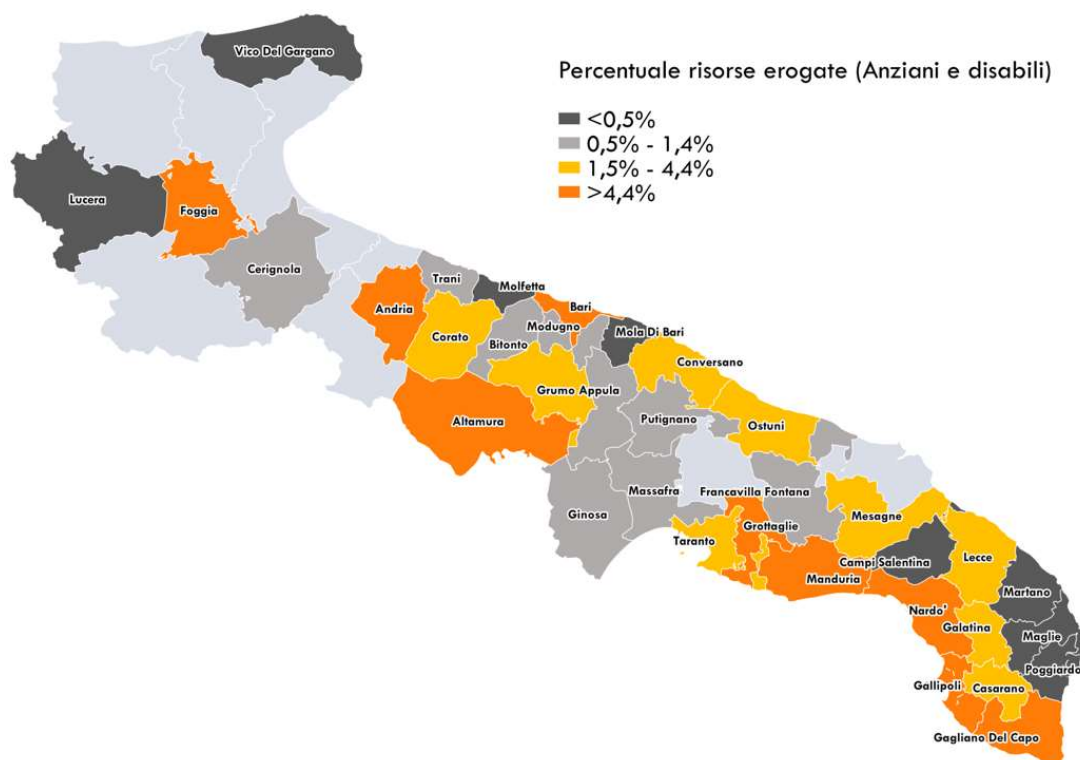 Vico Del Gargano
Percentuale risorse erogate (Anziani e disabili)
<0,5%
0,5% - 1,4%
1,5% - 4,4%
>4,4%
Lucera
Foggia
Cerignola
Trani
Molfetta
Andria
Bari
Corato
Modugno
Mola Di Bari
Bitonto
Conversano
Grumo Appula
Altamura
Putignano
Ostuni
Massafra
Francavilla Fontana
Ginosa
Mesagne
Grottaglie
Taranto
Lecce
Campi Salentina
Manduria
Martano
Nardo'
Galatina
Maglie
Poggiardo
Gallipoli
Casarano
Gagliano Del Capo